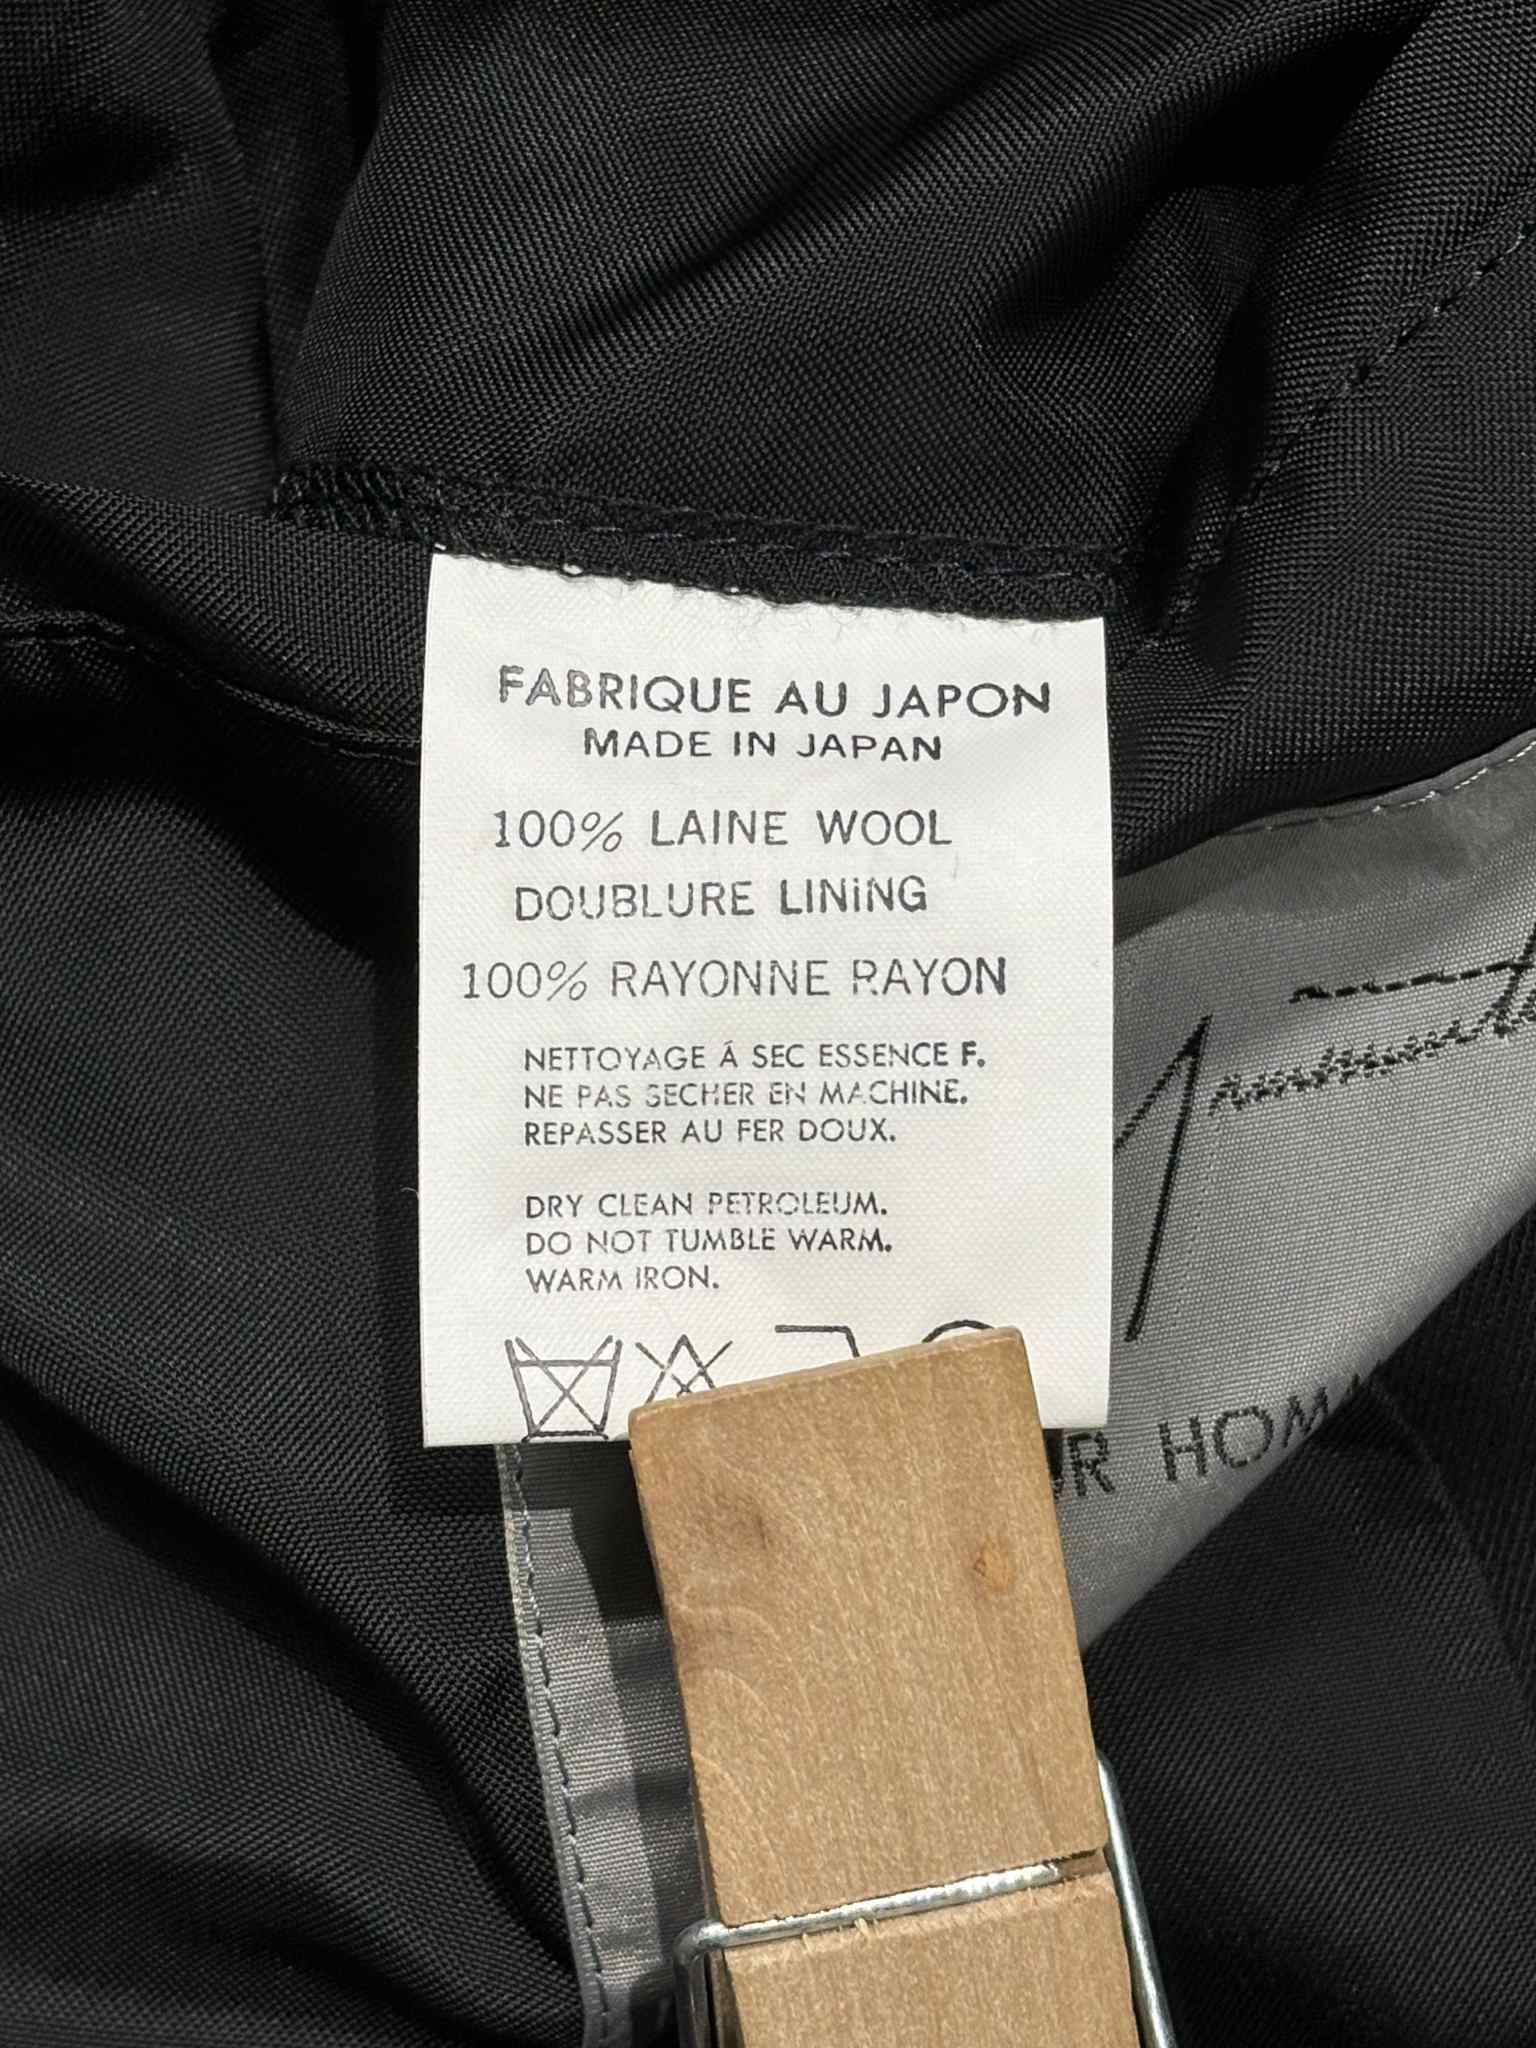 FABRIQUE AU JAPON
MADE IN JAPAN
100% LAINE WOOL
DOUBLURE LINING
100% RAYONNE RAYON
NETTOYAGE Á SEC ESSENCE F.
NE PAS SECHER EN MACHINE.
REPASSER AU FER DOUX.
DRY CLEAN PETROLEUM.
DO NOT TUMBLE WARM.
WARM IRON.